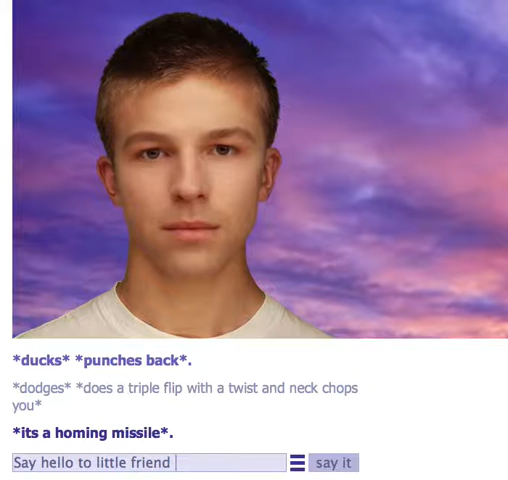 *ducks* *punches back*.
*dodges* *does a triple flip with a twist and neck chops
you*
*its a homing missile*.
Say hello to little friend
say it